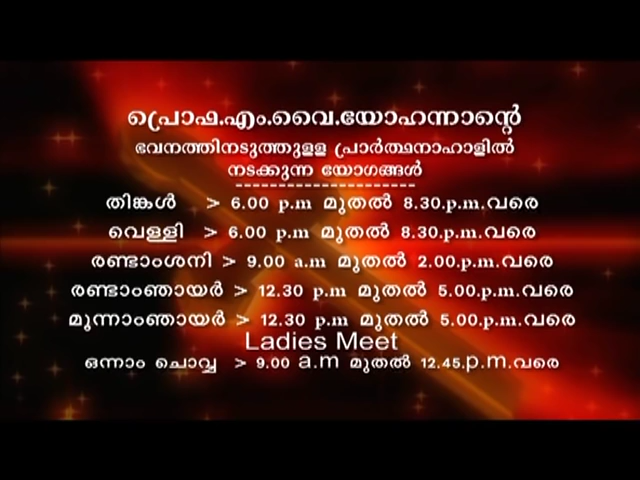 പ്രൊഫ.എം.വൈ.യോഹന്നാന്റെ
ഭവനത്തിനടുത്തുളള പ്രാർത്ഥനാഹാളിൽ
നടക്കുന്ന യോഗങ്ങൾ
--------------------
തിങ്കൾ > 6.00 p.m മുതൽ 8.30.p.m.വരെ
വെള്ളി > 6.00 p.m മുതൽ 8.30.p.m.വരെ
രണ്ടാംശനി > 9.00 a.m മുതൽ 2.00.p.m.വരെ
രണ്ടാംഞായർ > 12.30 p.m മുതൽ 5.00.p.m.വരെ
മൂന്നാംഞായർ > 12.30 p.m മുതൽ 5.00.p.m.വരെ
Ladies Meet
ഒന്നാം ചൊവ്വ > 9.00 a.m മുതൽ 12.45.p.m.വരെ